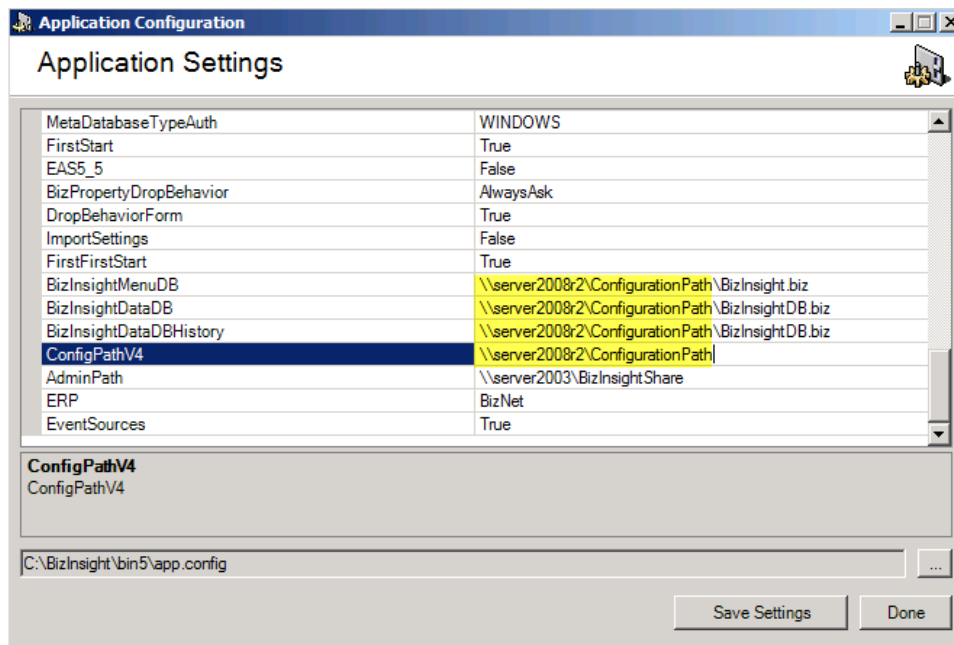 Application Configuration
Application Settings
MetaDatabaseTypeAuth WINDOWS
FirstStart True
EAS5_5 False
BizPropertyDropBehavior AlwaysAsk
DropBehaviorForm True
ImportSettings False
FirstFirstStart True
BizInsightMenuDB \\server2008r2\ConfigurationPath\BizInsight.biz
BizInsightDataDB \\server2008r2\ConfigurationPath\BizInsightDB.biz
BizInsightDataDBHistory \\server2008r2\ConfigurationPath\BizInsightDB.biz
ConfigPathV4 \\server2008r2\ConfigurationPath
AdminPath \\server2003\BizInsightShare
ERP BizNet
EventSources True
ConfigPathV4
ConfigPathV4
C:\BizInsight\bin5\app.config ...
Save Settings Done